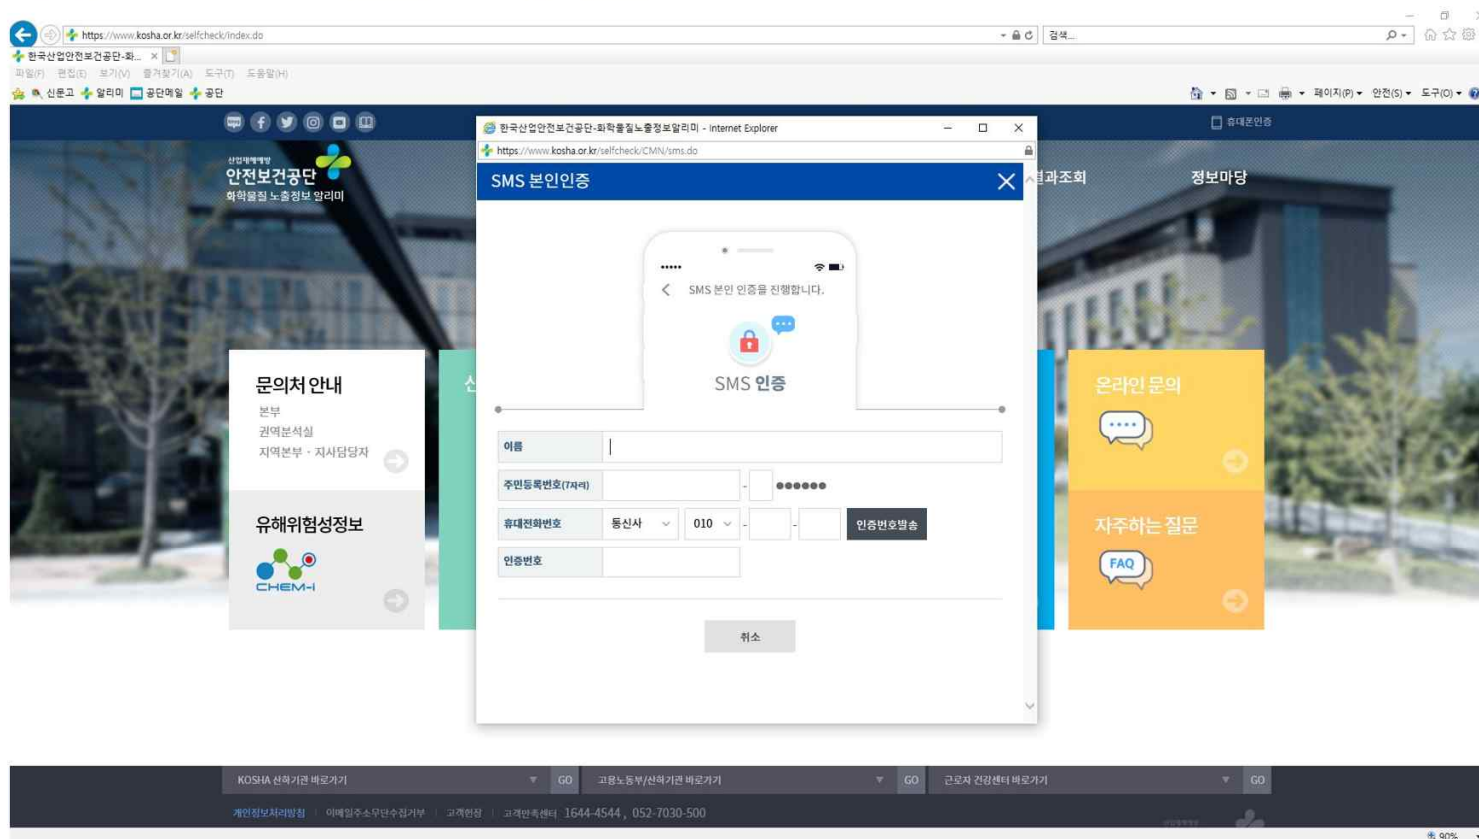 https://www.kosha.or.kr/selfcheck/index.do
검색...
한국산업안전보건공단-화...
파일(F) 편집(E) 보기(V) 즐겨찾기(A) 도구(T) 도움말(H)
신문고 알리미 공단메일 공단
페이지(P) 안전(S) 도구(O)
휴대폰인증
산업재해예방
안전보건공단
화학물질 노출정보 알리미
결과조회
정보마당
한국산업안전보건공단-화학물질노출정보알리미 - Internet Explorer
https://www.kosha.or.kr/selfcheck/CMN/sms.do
SMS 본인인증
SMS 본인 인증을 진행합니다.
SMS 인증
이름
주민등록번호(7자리) - ●●●●●●
휴대전화번호 통신사 010 - - 인증번호발송
인증번호
취소
문의처 안내
본부
권역분석실
지역본부 · 지사담당자
유해위험성정보
CHEM-i
온라인 문의
자주하는 질문
FAQ
KOSHA 산하기관 바로가기 GO 고용노동부/산하기관 바로가기 GO 근로자 건강센터 바로가기 GO
개인정보처리방침 이메일주소무단수집거부 고객헌장 고객만족센터 1644-4544 , 052-7030-500
90%